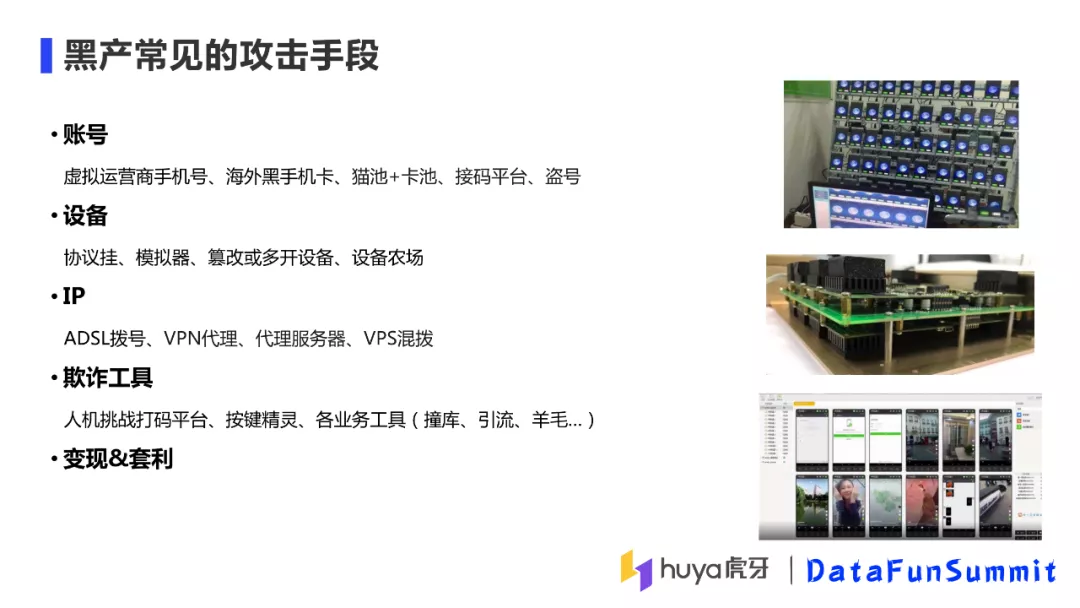 黑产常见的攻击手段
• 账号
虚拟运营商手机号、海外黑手机卡、猫池+卡池、接码平台、盗号
• 设备
协议挂、模拟器、篡改或多开设备、设备农场
• IP
ADSL拨号、VPN代理、代理服务器、VPS混拨
• 欺诈工具
人机挑战打码平台、按键精灵、各业务工具（撞库、引流、羊毛...）
• 变现&套利
huya虎牙 | DataFunSummit